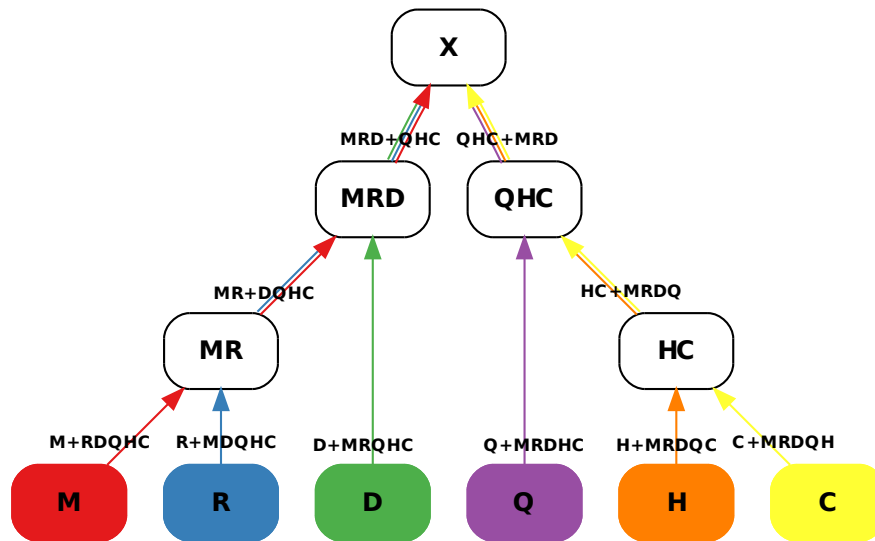 X
MRD+QHC QHC+MRD
MRD QHC
MR+DQHC HC+MRDQ
MR HC
M+RDQHC R+MDQHC D+MRQHC Q+MRDHC H+MRDQC C+MRDQH
M R D Q H C